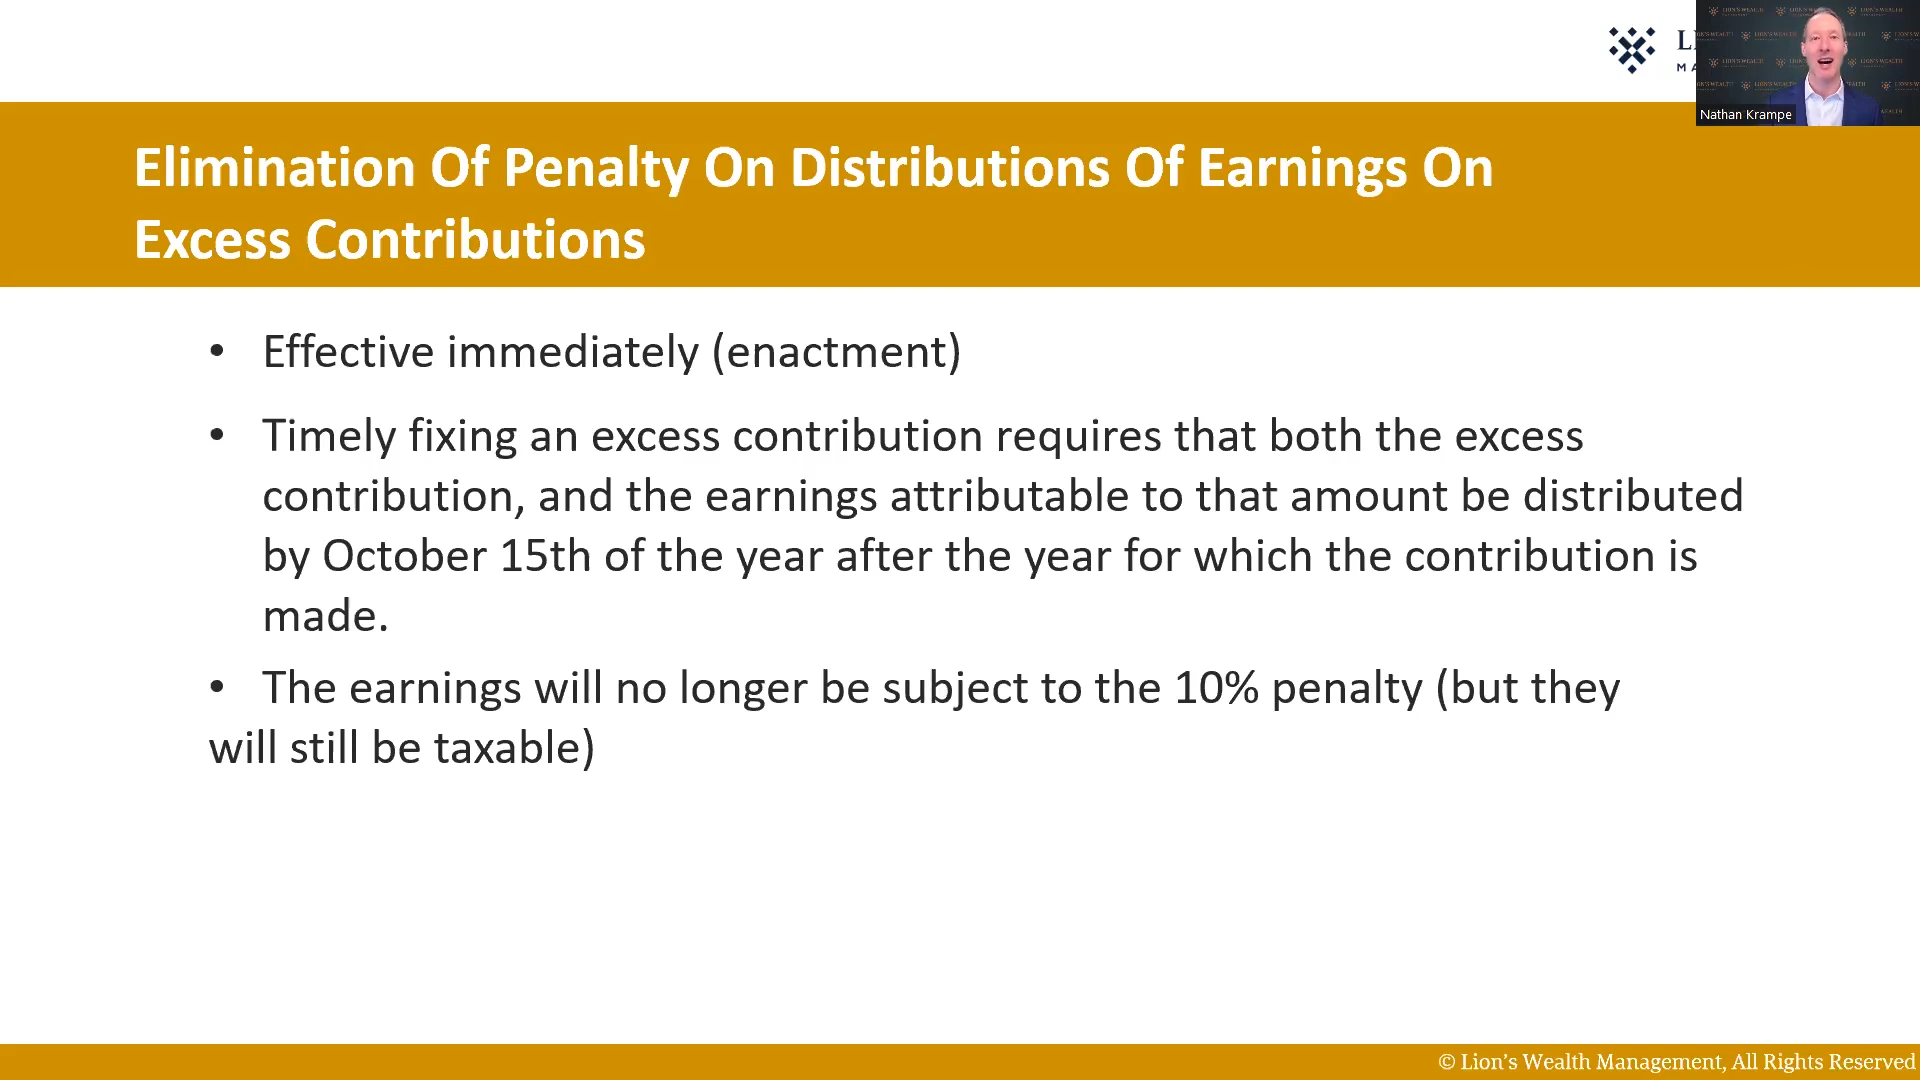 Nathan Krampe
Elimination Of Penalty On Distributions Of Earnings On
Excess Contributions
• Effective immediately (enactment)
• Timely fixing an excess contribution requires that both the excess
contribution, and the earnings attributable to that amount be distributed
by October 15th of the year after the year for which the contribution is
made.
• The earnings will no longer be subject to the 10% penalty (but they
will still be taxable)
© Lion’s Wealth Management, All Rights Reserved